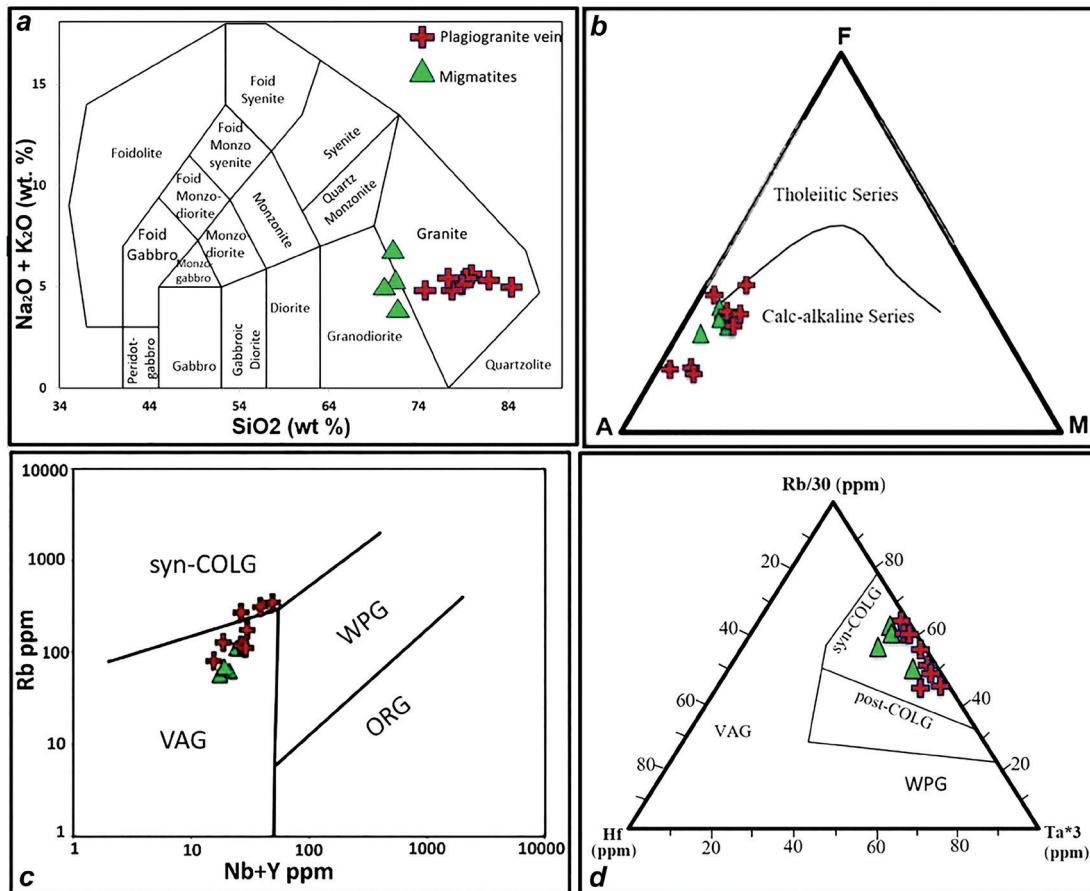 a
Plagiogranite vein
Migmatites
15
10
5
0
Na₂O + K₂O (wt. %)
Foid
Syenite
Foidolite
Foid
Monzo
syenite
Syenite
Foid
Monzo-
diorite
Quartz
Monzonite
Monzonite
Foid
Gabbro
Monzo-
diorite
Granite
Monzo-
gabbro
Diorite
Granodiorite
Peridot-
gabbro
Gabbro
Gabbroic
Diorite
Quartzolite
34
44
54
64
74
84
SiO2 (wt %)
b
F
Tholeiitic Series
Calc-alkaline Series
A
M
10000
1000
100
10
1
Rb ppm
syn-COLG
WPG
VAG
ORG
1
10
100
1000
10000
Nb+Y ppm
c
Rb/30 (ppm)
20
80
syn-COLG
40
60
60
post-COLG
40
VAG
80
20
WPG
Hf
(ppm)
20
40
60
80
Ta*3
(ppm)
d